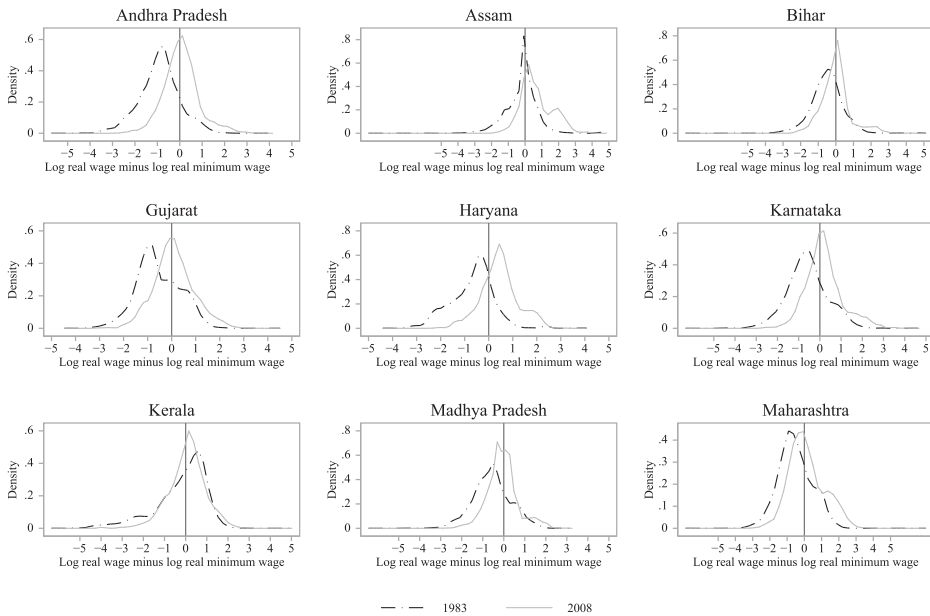 Andhra Pradesh
Density
.6
.4
.2
0
−5 −4 −3 −2 −1 0 1 2 3 4 5
Log real wage minus log real minimum wage
Assam
Density
.8
.6
.4
.2
0
−5 −4 −3 −2 −1 0 1 2 3 4 5
Log real wage minus log real minimum wage
Bihar
Density
.8
.6
.4
.2
0
−5 −4 −3 −2 −1 0 1 2 3 4 5
Log real wage minus log real minimum wage
Gujarat
Density
.6
.4
.2
0
−5 −4 −3 −2 −1 0 1 2 3 4 5
Log real wage minus log real minimum wage
Haryana
Density
.8
.6
.4
.2
0
−5 −4 −3 −2 −1 0 1 2 3 4 5
Log real wage minus log real minimum wage
Karnataka
Density
.6
.4
.2
0
−5 −4 −3 −2 −1 0 1 2 3 4 5
Log real wage minus log real minimum wage
Kerala
Density
.6
.4
.2
0
−5 −4 −3 −2 −1 0 1 2 3 4 5
Log real wage minus log real minimum wage
Madhya Pradesh
Density
.8
.6
.4
.2
0
−5 −4 −3 −2 −1 0 1 2 3 4 5
Log real wage minus log real minimum wage
Maharashtra
Density
.4
.3
.2
.1
0
−5 −4 −3 −2 −1 0 1 2 3 4 5
Log real wage minus log real minimum wage
1983 2008